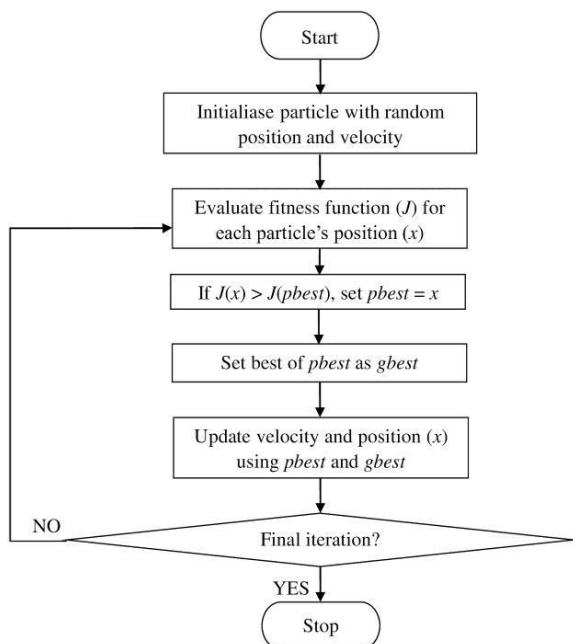 Start
Initialiase particle with random
position and velocity
Evaluate fitness function (J) for
each particle's position (x)
If J(x) > J(pbest), set pbest = x
Set best of pbest as gbest
Update velocity and position (x)
using pbest and gbest
NO
Final iteration?
YES
Stop